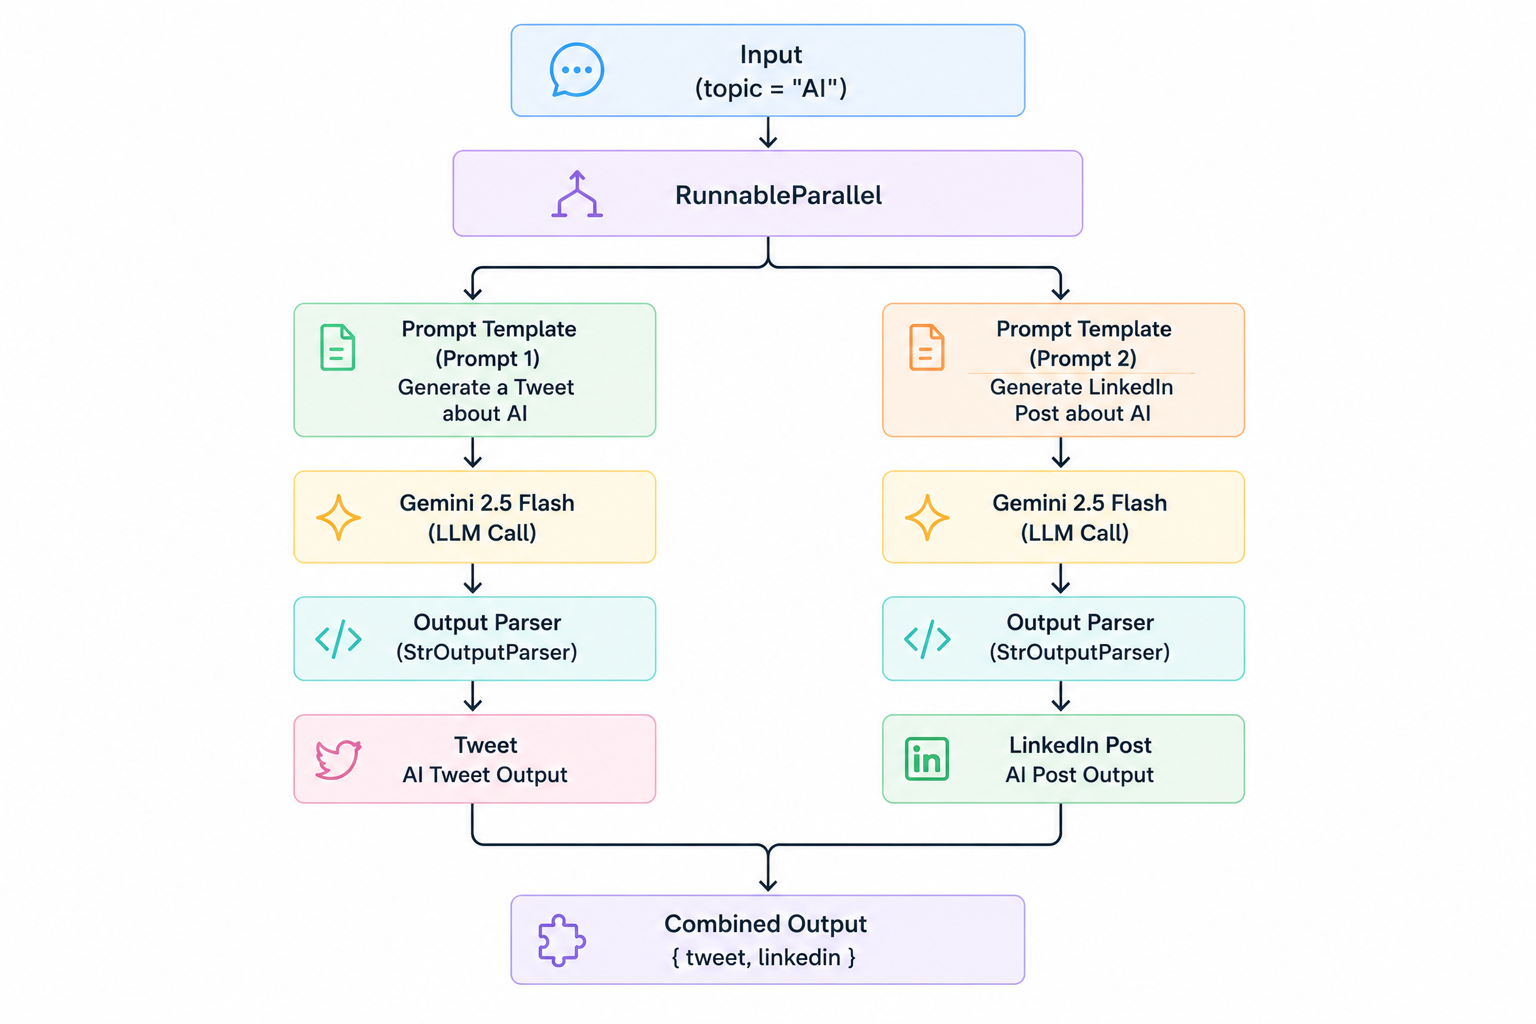 Input
(topic = "AI")
RunnableParallel
Prompt Template
(Prompt 1)
Generate a Tweet
about AI
Prompt Template
(Prompt 2)
Generate LinkedIn
Post about AI
Gemini 2.5 Flash
(LLM Call)
Gemini 2.5 Flash
(LLM Call)
Output Parser
(StrOutputParser)
Output Parser
(StrOutputParser)
Tweet
AI Tweet Output
in
LinkedIn Post
AI Post Output
Combined Output
{ tweet, linkedin }